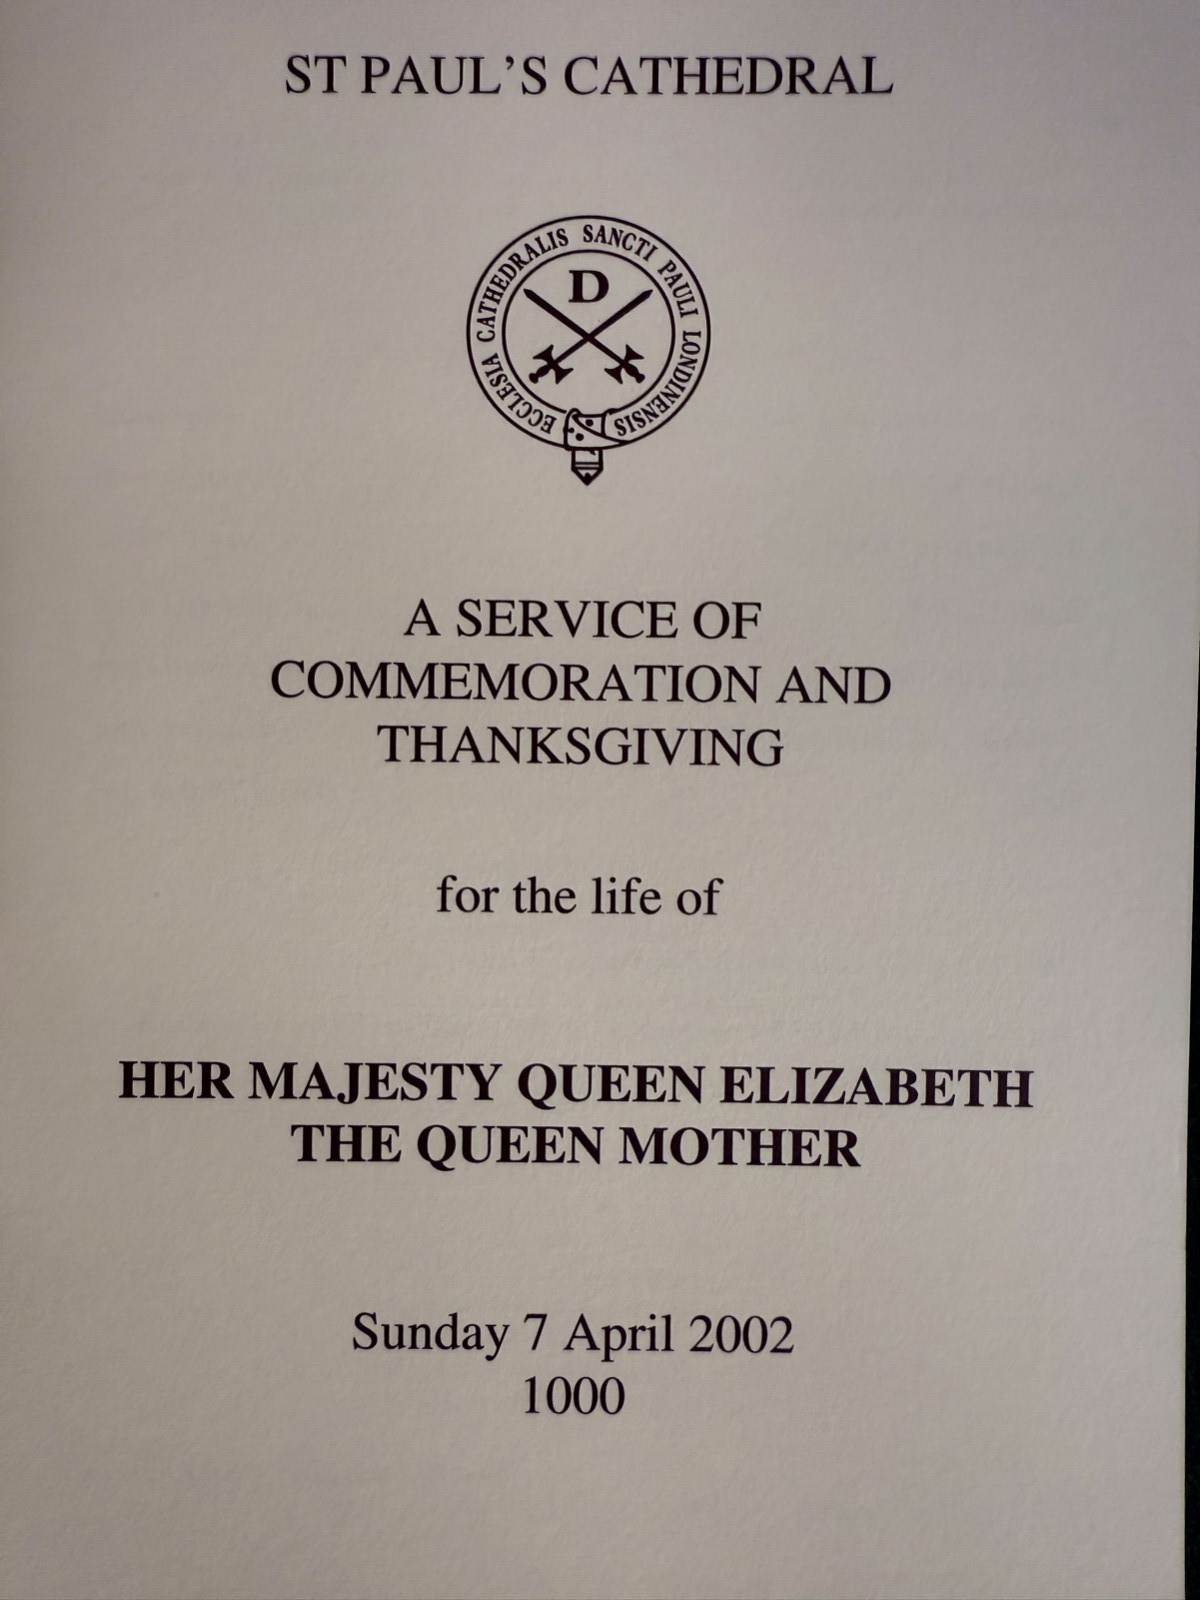 ST PAUL'S CATHEDRAL
ECCLESIA CATHEDRALIS SANCTI PAULI LONDINENSIS
D
A SERVICE OF
COMMEMORATION AND
THANKSGIVING
for the life of
HER MAJESTY QUEEN ELIZABETH
THE QUEEN MOTHER
Sunday 7 April 2002
1000